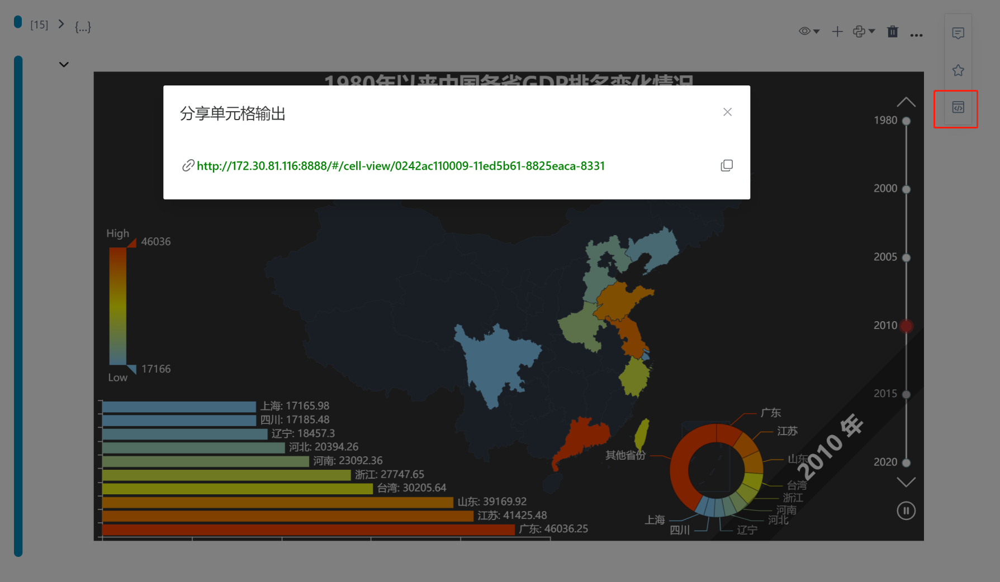 [15] {...}
1980年以来中国各省GDP排名变化情况
分享单元格输出
http://172.30.81.116:8888/#/cell-view/0242ac110009-11ed5b61-8825eaca-8331
1980
2000
2005
2010
2015
2020
High
46036
17166
Low
上海: 17165.98
四川: 17185.48
辽宁: 18457.3
河北: 20394.26
河南: 23092.36
浙江: 27747.65
台湾: 30205.64
山东: 39169.92
江苏: 41425.48
广东: 46036.25
广东
江苏
山东
台湾
浙江
河南
河北
辽宁
四川
上海
其他省份
2010 年